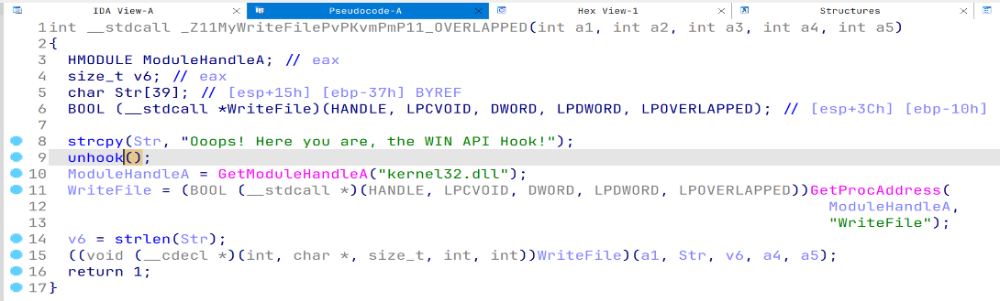 IDA View-A Pseudocode-A Hex View-1 Structures
1 int __stdcall _Z11MyWriteFilePvPKvmPmP11_OVERLAPPED(int a1, int a2, int a3, int a4, int a5)
2 {
3 HMODULE ModuleHandleA; // eax
4 size_t v6; // eax
5 char Str[39]; // [esp+15h] [ebp-37h] BYREF
6 BOOL (__stdcall *WriteFile)(HANDLE, LPCVOID, DWORD, LPDWORD, LPOVERLAPPED); // [esp+3Ch] [ebp-10h]
7
8 strcpy(Str, "Ooops! Here you are, the WIN API Hook!");
9 unhook();
10 ModuleHandleA = GetModuleHandleA("kernel32.dll");
11 WriteFile = (BOOL (__stdcall *)(HANDLE, LPCVOID, DWORD, LPDWORD, LPOVERLAPPED))GetProcAddress(
12 ModuleHandleA,
13 "WriteFile");
14 v6 = strlen(Str);
15 ((void (__cdecl *)(int, char *, size_t, int, int))WriteFile)(a1, Str, v6, a4, a5);
16 return 1;
17 }